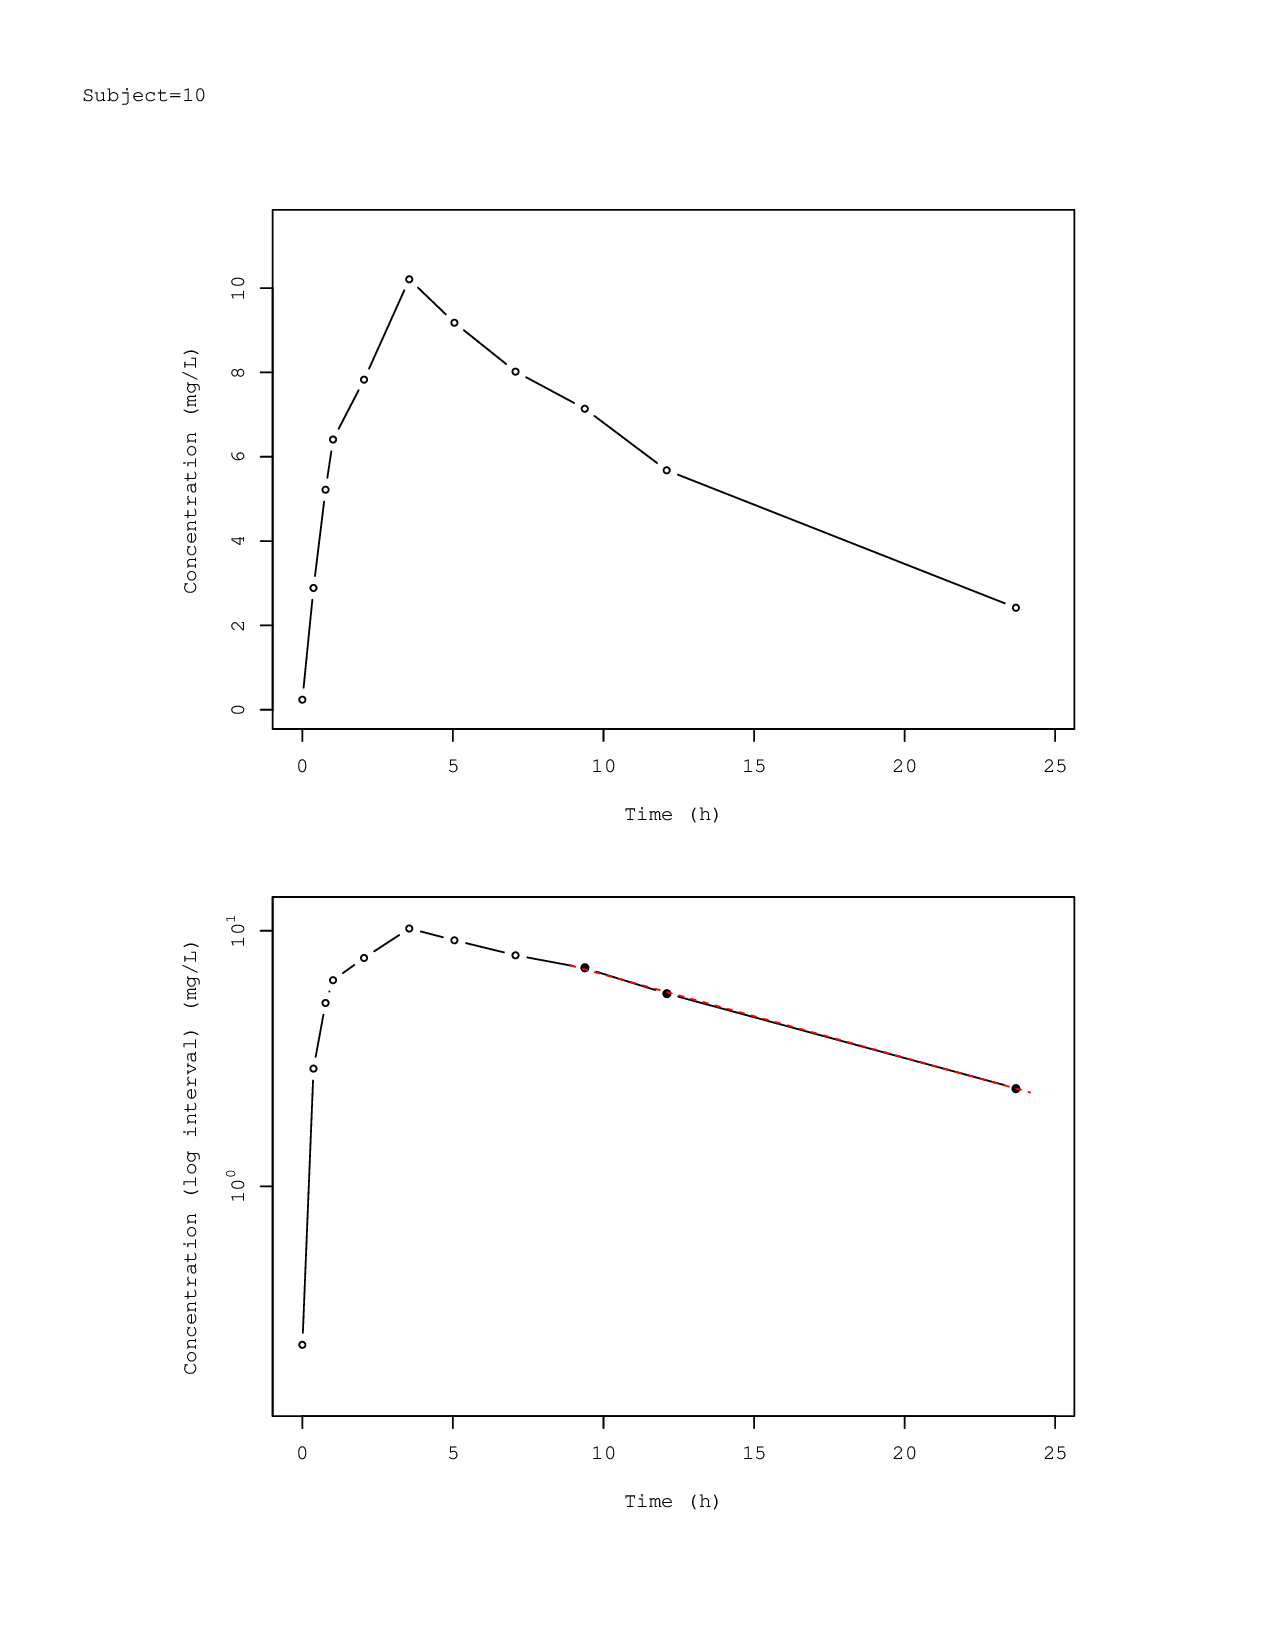 Subject=10
10
8
6
4
2
0
Concentration (mg/L)
0 5 10 15 20 25
Time (h)
10¹
10⁰
Concentration (log interval) (mg/L)
0 5 10 15 20 25
Time (h)